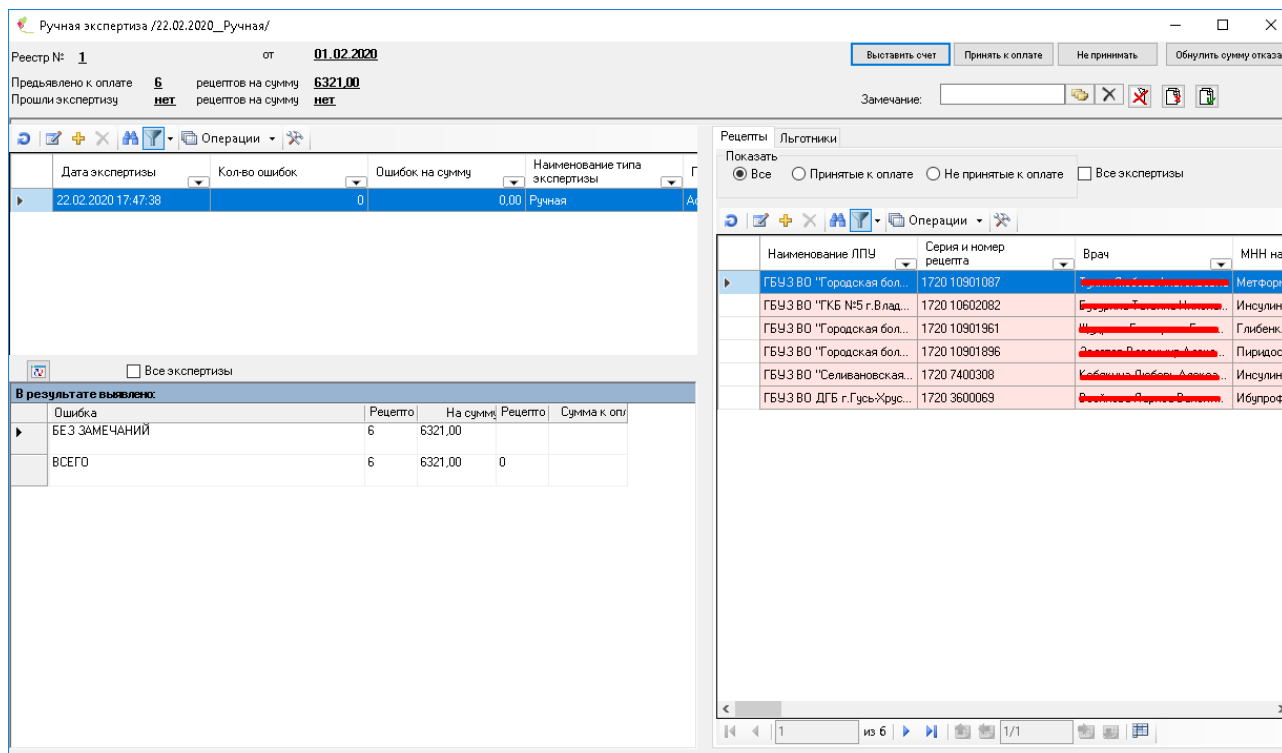 Ручная экспертиза /22.02.2020__Ручная/
Реестр № 1 от 01.02.2020
Выставить счет Принять к оплате Не принимать Обнулить сумму отказа
Предьявлено к оплате 6 рецептов на сумму 6321,00
Прошли экспертизу нет рецептов на сумму нет
Замечание:
Операции
Дата экспертизы Кол-во ошибок Ошибок на сумму Наименование типа экспертизы
22.02.2020 17:47:38 0 0,00 Ручная
Все экспертизы
В результате выявлено:
Ошибка Рецепто На сумму Рецепто Сумма к опл
БЕЗ ЗАМЕЧАНИЙ 6 6321,00
ВСЕГО 6 6321,00 0
Рецепты Льготники
Показать
Все Принятые к оплате Не принятые к оплате Все экспертизы
Операции
Наименование ЛПУ Серия и номер рецепта Врач МНН на
ГБУЗ ВО "Городская бол... 1720 10901087 Метфор
ГБУЗ ВО "ГКБ №5 г.Влад... 1720 10602082 Инсулин
ГБУЗ ВО "Городская бол... 1720 10901961 Глибенк
ГБУЗ ВО "Городская бол... 1720 10901896 Пиридос
ГБУЗ ВО "Селивановская... 1720 7400308 Инсулин
ГБУЗ ВО ДГБ г.Гусь-Хрус... 1720 3600069 Ибупроф
1 из 6 1/1